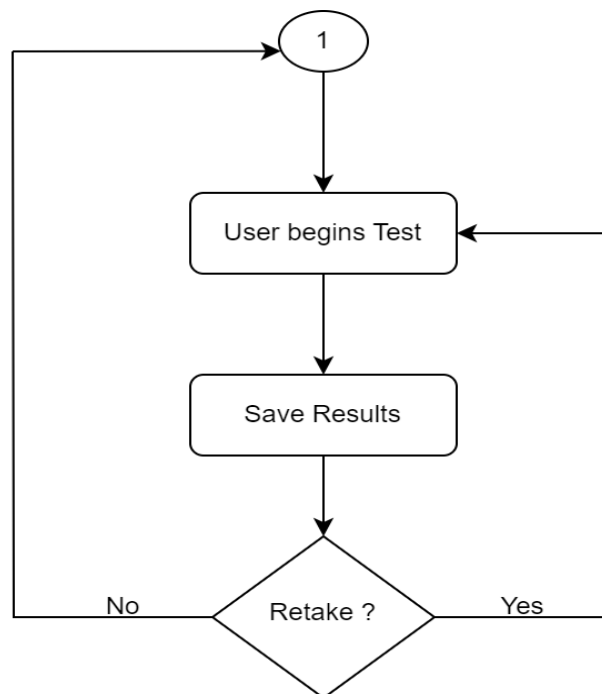 1
User begins Test
Save Results
No
Retake ?
Yes